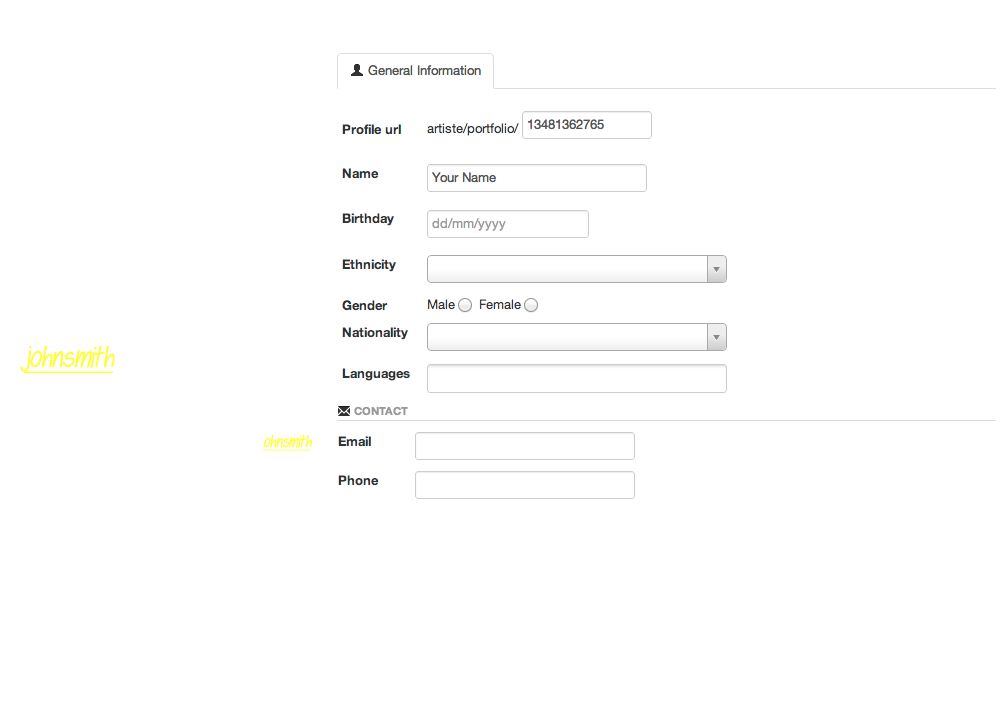 General Information
Profile url artiste/portfolio/ 13481362765
Name Your Name
Birthday dd/mm/yyyy
Ethnicity
Gender Male Female
Nationality
johnsmith
Languages
CONTACT
ohnsmith Email
Phone